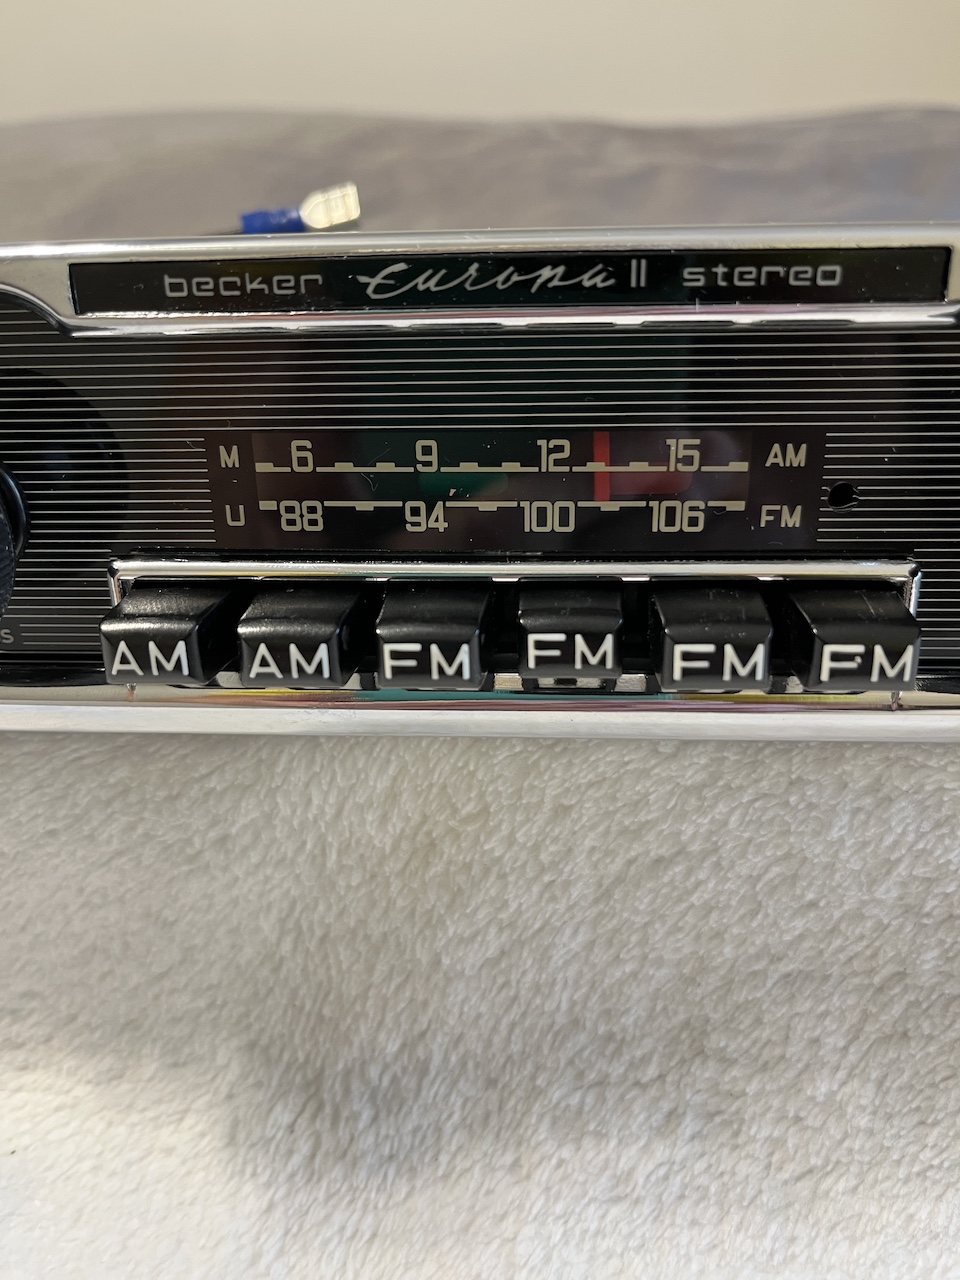 becker europa II stereo
M 6 9 12 15 AM
U 88 94 100 106 FM
AM AM FM FM FM FM